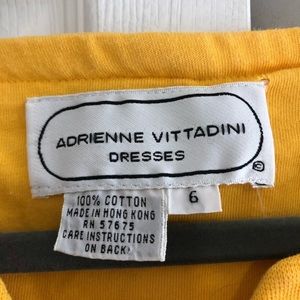 ADRIENNE VITTADINI
DRESSES
®
100% COTTON
MADE IN HONG KONG
RN 57675
CARE INSTRUCTIONS
ON BACK
6